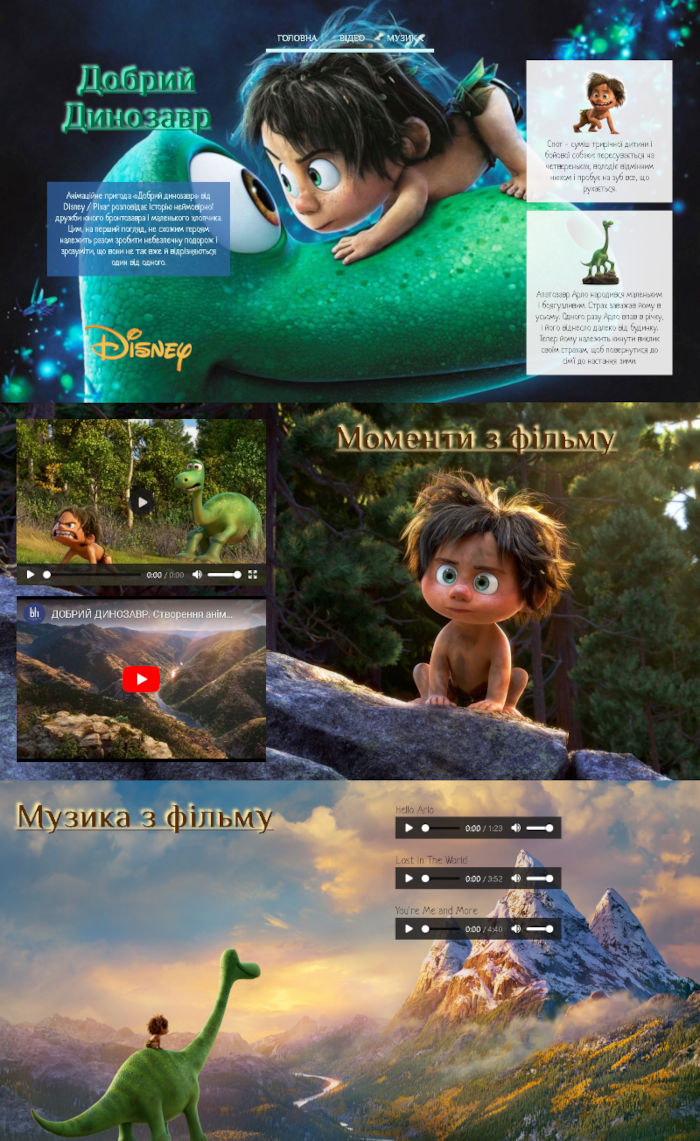 ГОЛОВНА ВІДЕО МУЗИКА
Добрий
Динозавр
Анімаційне пригода «Добрий динозавр» від
Disney / Pixar розповідає історію неймовірної
дружби юного бронтозавра і маленького хлопчика.
Цим, на перший погляд, не схожим героям
належить разом зробити небезпечну подорож і
зрозуміти, що вони не так вже й відрізняються
один від одного.
Disney
Спот - суміш трирічної дитини і
бойової собаки: пересувається на
четвереньках, володіє відмінним
нюхом і пробує на зуб все, що
рухається.
Апатозавр Арло народився маленьким
і боягузливим. Страх заважав йому в
усьому. Одного разу Арло впав в річку,
і його віднесло далеко від будинку.
Тепер йому належить кинути виклик
своїм страхам, щоб повернутися до
сім'ї до настання зими.
Моменти з фільму
0:00 / 0:00
bh ДОБРИЙ ДИНОЗАВР. Створення анім...
Музика з фільму
Hello Arlo
0:00 / 1:23
Lost In The World
0:00 / 3:52
You're Me and More
0:00 / 4:40